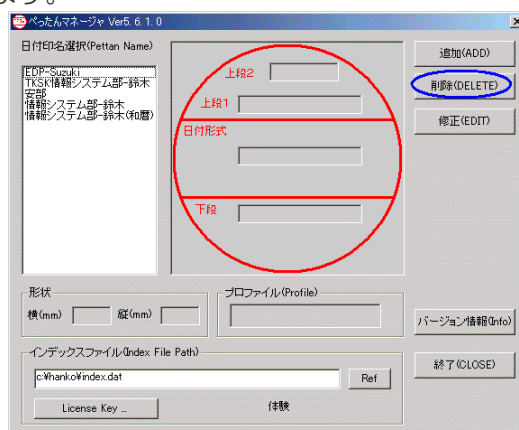 ます。
ぺったんマネージャ Ver5. 6. 1. 0
日付印名選択(Pettan Name)
EDP-Suzuki
TKSK情報システム部-鈴木
安部
情報システム部-鈴木
情報システム部-鈴木(和暦)
上段2
上段1
日付形式
下段
追加(ADD)
削除(DELETE)
修正(EDIT)
形状
横(mm)
縦(mm)
プロファイル(Profile)
バージョン情報(Info)
インデックスファイル(Index File Path)
c:¥hanko¥index.dat
Ref
終了(CLOSE)
License Key ...
体験